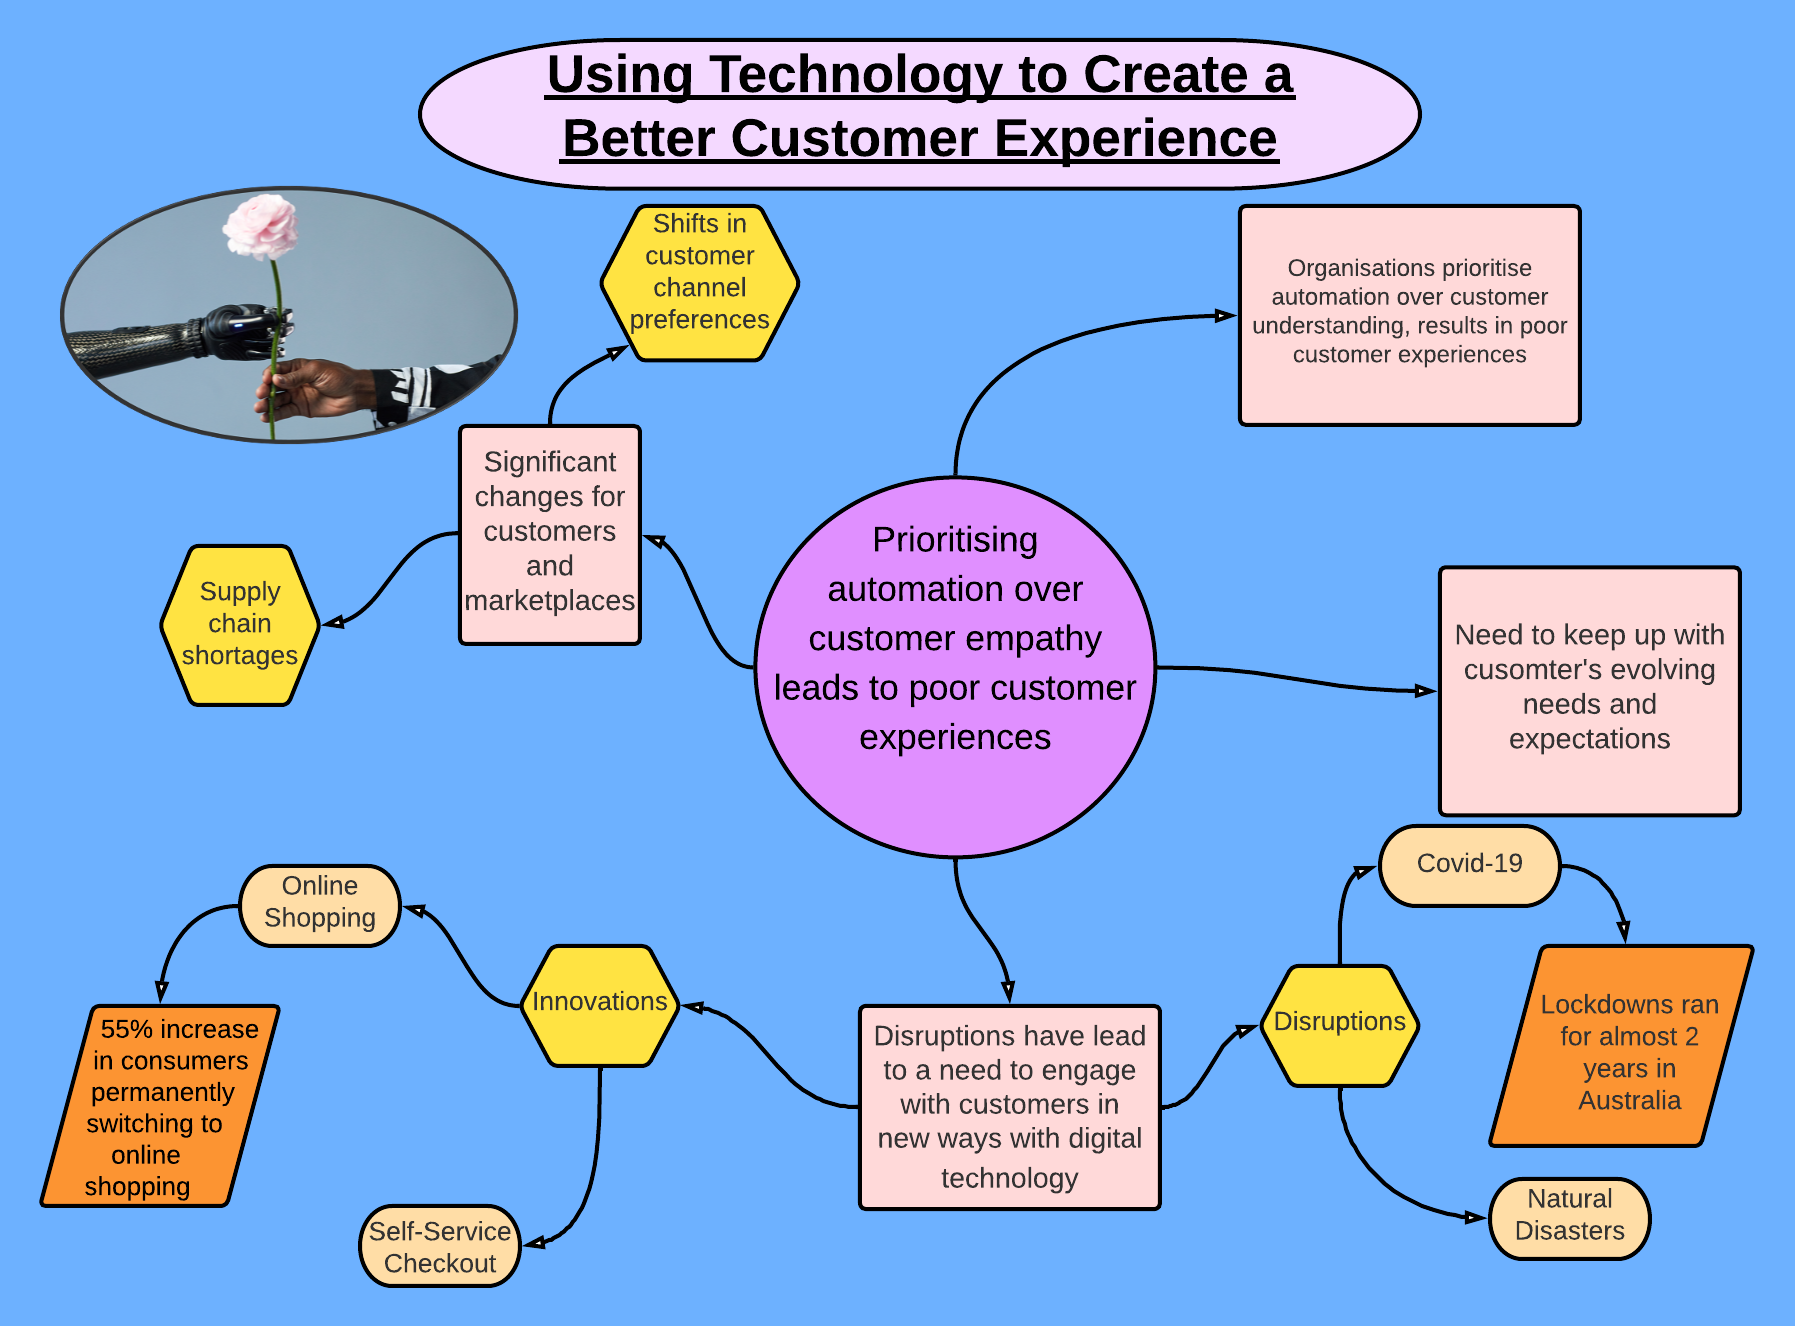 Using Technology to Create a
Better Customer Experience
Shifts in
customer
channel
preferences
Organisations prioritise
automation over customer
understanding, results in poor
customer experiences
Significant
changes for
customers
and
marketplaces
Supply
chain
shortages
Prioritising
automation over
customer empathy
leads to poor customer
experiences
Need to keep up with
cusomter's evolving
needs and
expectations
Covid-19
Lockdowns ran
for almost 2
years in
Australia
Disruptions
Natural
Disasters
Disruptions have lead
to a need to engage
with customers in
new ways with digital
technology
Innovations
Online
Shopping
55% increase
in consumers
permanently
switching to
online
shopping
Self-Service
Checkout